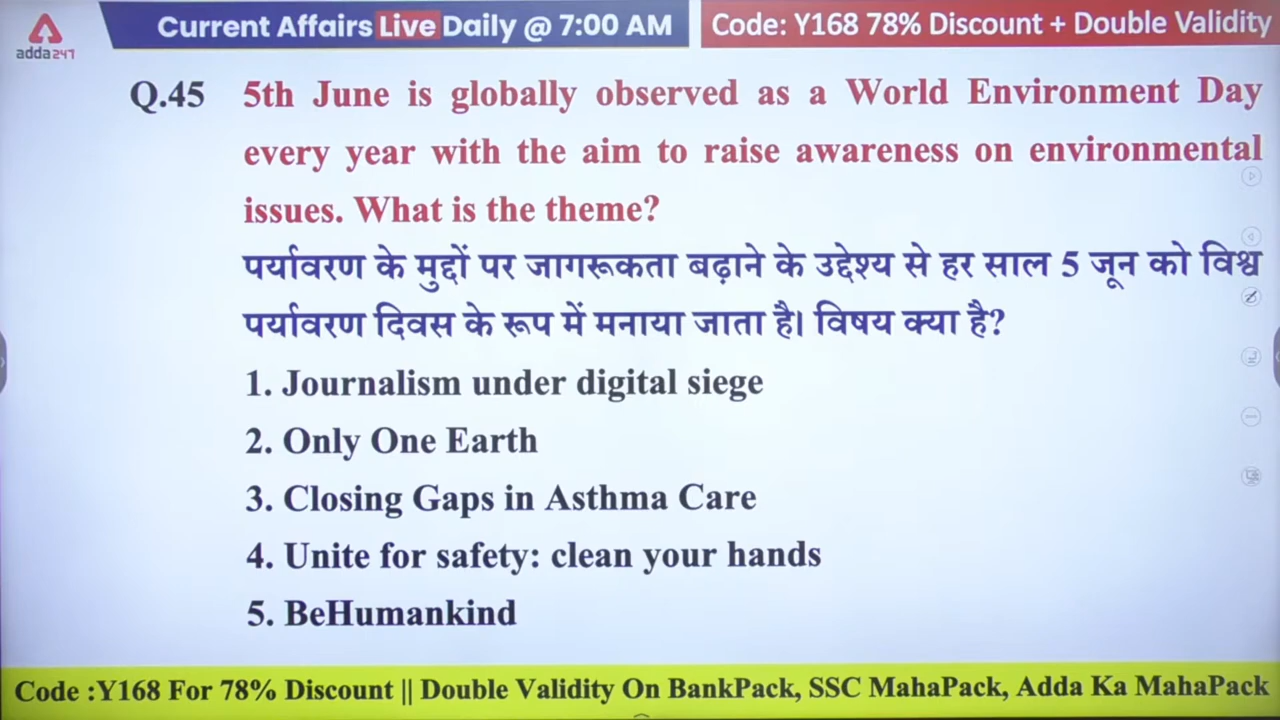 adda247
Current Affairs Live Daily @ 7:00 AM
Code: Y168 78% Discount + Double Validity
Q.45 5th June is globally observed as a World Environment Day
every year with the aim to raise awareness on environmental
issues. What is the theme?
पर्यावरण के मुद्दों पर जागरूकता बढ़ाने के उद्देश्य से हर साल 5 जून को विश्व
पर्यावरण दिवस के रूप में मनाया जाता है। विषय क्या है?
1. Journalism under digital siege
2. Only One Earth
3. Closing Gaps in Asthma Care
4. Unite for safety: clean your hands
5. BeHumankind
Code :Y168 For 78% Discount || Double Validity On BankPack, SSC MahaPack, Adda Ka MahaPack